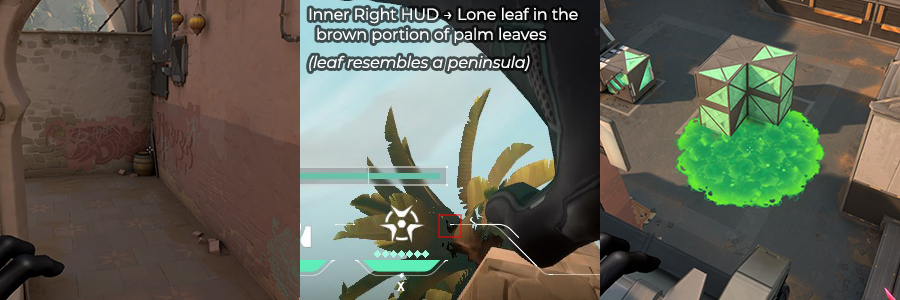 Inner Right HUD → Lone leaf in the
brown portion of palm leaves
(leaf resembles a peninsula)
X